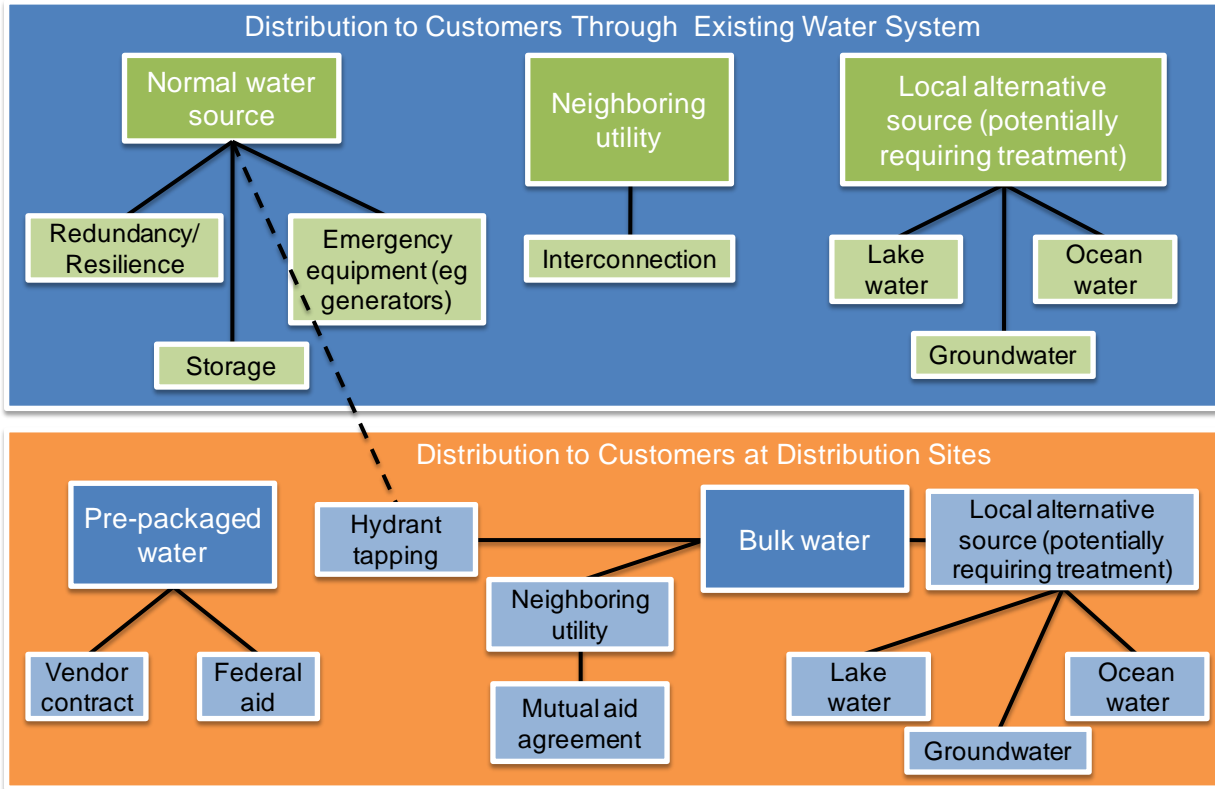 Distribution to Customers Through Existing Water System
Normal water
source
Neighboring
utility
Local alternative
source (potentially
requiring treatment)
Redundancy/
Resilience
Emergency
equipment (eg
generators)
Storage
Interconnection
Lake
water
Ocean
water
Groundwater
Distribution to Customers at Distribution Sites
Pre-packaged
water
Hydrant
tapping
Bulk water
Local alternative
source (potentially
requiring treatment)
Neighboring
utility
Vendor
contract
Federal
aid
Mutual aid
agreement
Lake
water
Ocean
water
Groundwater